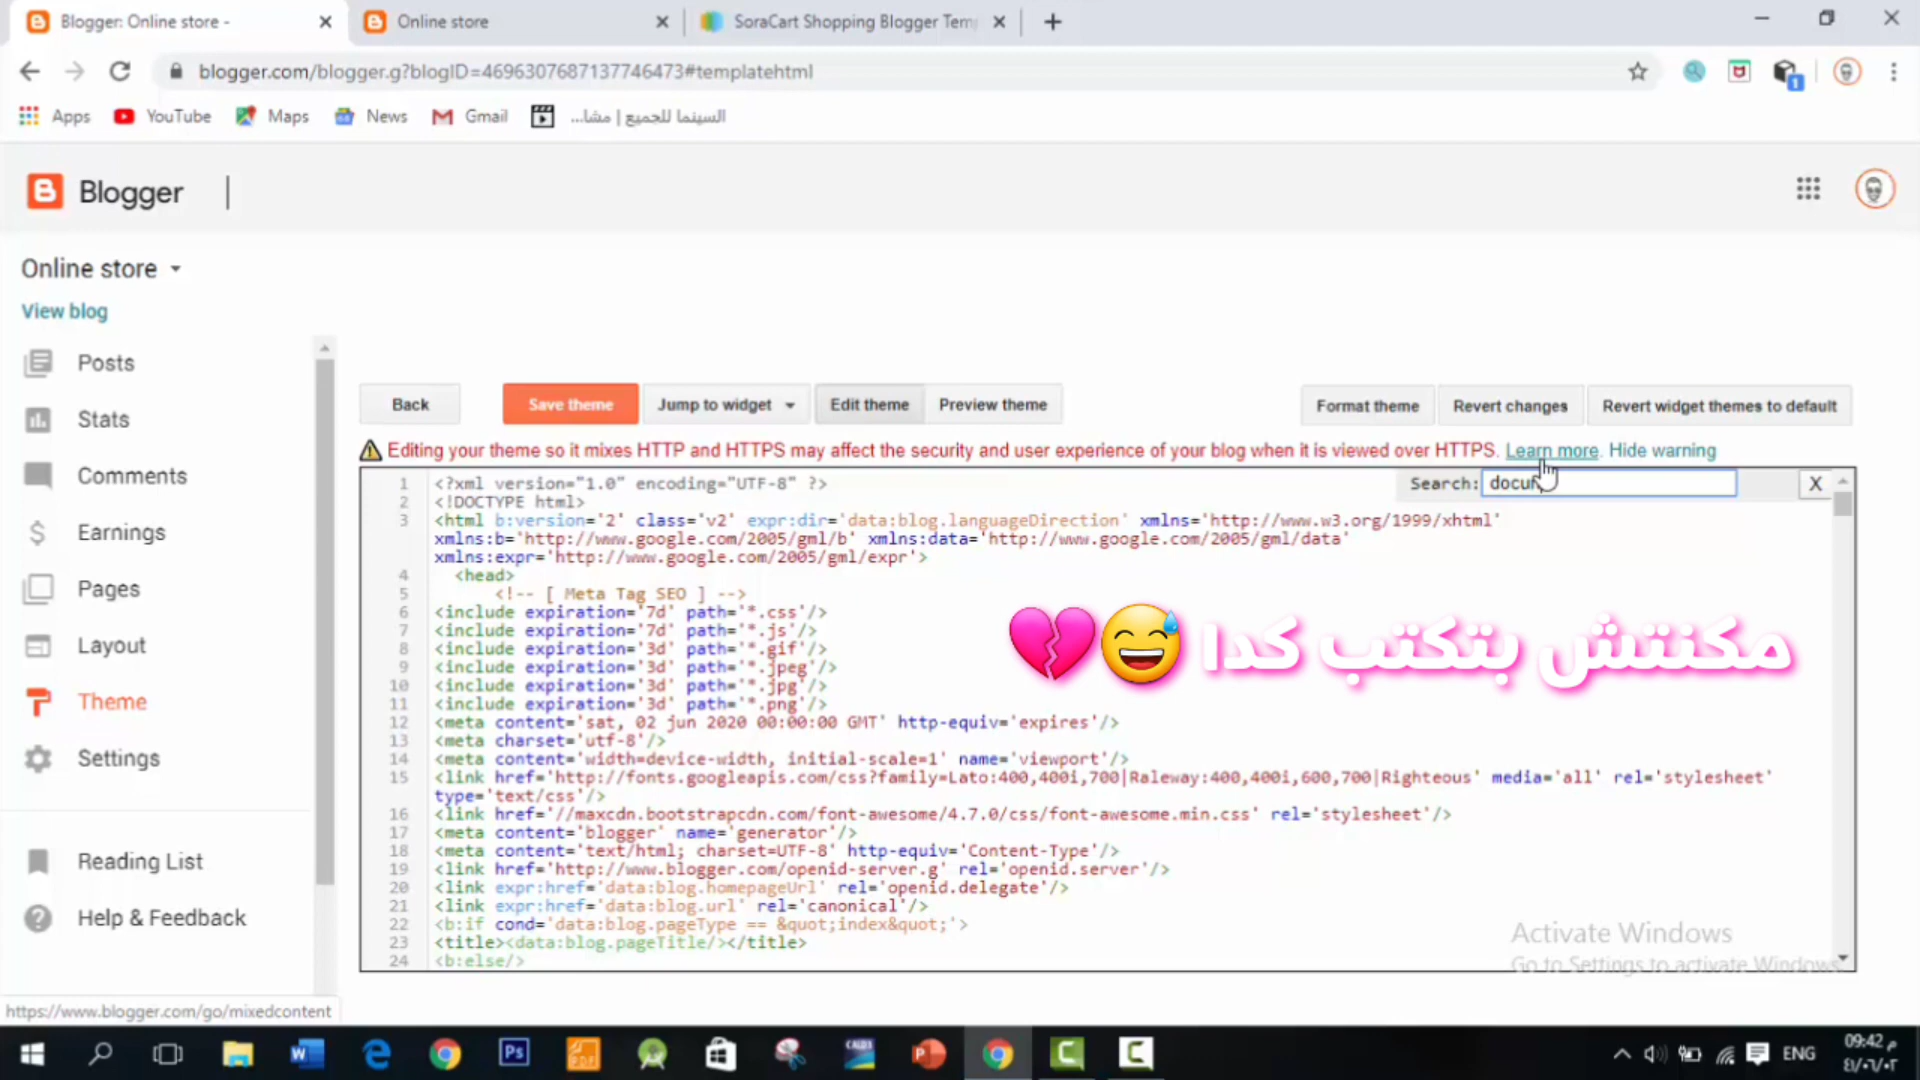 Blogger: Online store -
Online store
SoraCart Shopping Blogger Tem
blogger.com/blogger.g?blogID=4696307687137746473#templatehtml
Apps
YouTube
Maps
News
Gmail
السينما للجميع | مشا...
Blogger
Online store
View blog
Posts
Stats
Comments
Earnings
Pages
Layout
Theme
Settings
Reading List
Help & Feedback
Back
Save theme
Jump to widget
Edit theme
Preview theme
Format theme
Revert changes
Revert widget themes to default
Editing your theme so it mixes HTTP and HTTPS may affect the security and user experience of your blog when it is viewed over HTTPS. Learn more. Hide warning
Search: docu
X
1 <?xml version="1.0" encoding="UTF-8" ?>
2 <!DOCTYPE html>
3 <html b:version='2' class='v2' expr:dir='data:blog.languageDirection' xmlns='http://www.w3.org/1999/xhtml'
xmlns:b='http://www.google.com/2005/gml/b' xmlns:data='http://www.google.com/2005/gml/data'
xmlns:expr='http://www.google.com/2005/gml/expr'>
4 <head>
5 <!-- [ Meta Tag SEO ] -->
6 <include expiration='7d' path='*.css'/>
7 <include expiration='7d' path='*.js'/>
8 <include expiration='3d' path='*.gif'/>
9 <include expiration='3d' path='*.jpeg'/>
10 <include expiration='3d' path='*.jpg'/>
11 <include expiration='3d' path='*.png'/>
12 <meta content='sat, 02 jun 2020 00:00:00 GMT' http-equiv='expires'/>
13 <meta charset='utf-8'/>
14 <meta content='width=device-width, initial-scale=1' name='viewport'/>
15 <link href='http://fonts.googleapis.com/css?family=Lato:400,400i,700|Raleway:400,400i,600,700|Righteous' media='all' rel='stylesheet'
type='text/css'/>
16 <link href='//maxcdn.bootstrapcdn.com/font-awesome/4.7.0/css/font-awesome.min.css' rel='stylesheet'/>
17 <meta content='blogger' name='generator'/>
18 <meta content='text/html; charset=UTF-8' http-equiv='Content-Type'/>
19 <link href='http://www.blogger.com/openid-server.g' rel='openid.server'/>
20 <link expr:href='data:blog.homepageUrl' rel='openid.delegate'/>
21 <link expr:href='data:blog.url' rel='canonical'/>
22 <b:if cond='data:blog.pageType == &quot;index&quot;'>
23 <title><data:blog.pageTitle/></title>
24 <b:else/>
مكنتش بتكتب كدا 😅💔
Activate Windows
Go to Settings to activate Windows.
https://www.blogger.com/go/mixedcontent
ENG
09:42 م